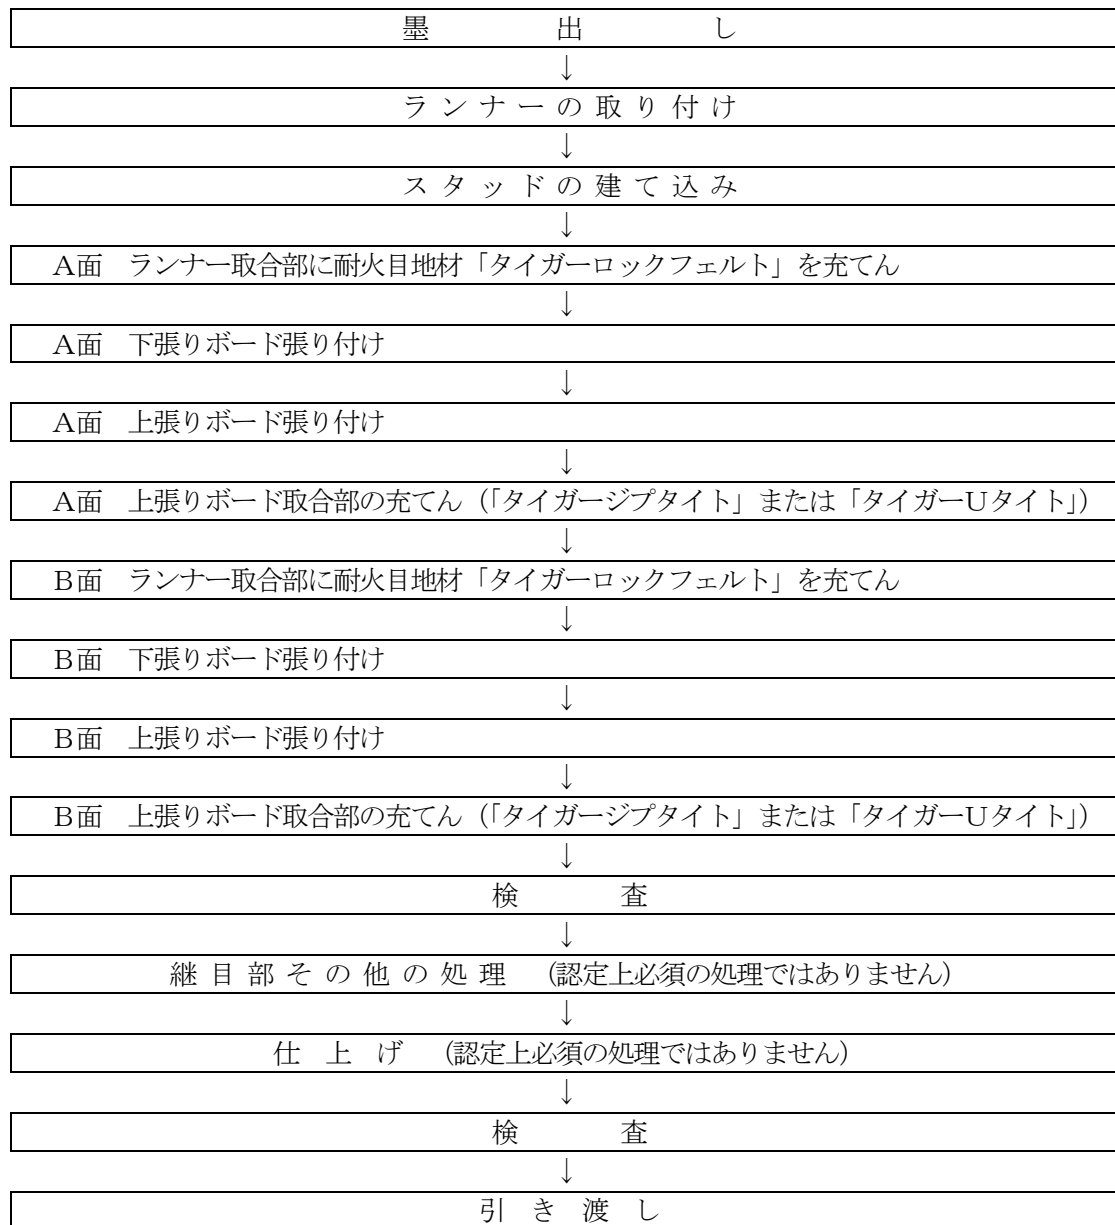 墨出し
↓
ランナーの取り付け
↓
スタッドの建て込み
↓
A面 ランナー取合部に耐火目地材「タイガーロックフェルト」を充てん
↓
A面 下張りボード張り付け
↓
A面 上張りボード張り付け
↓
A面 上張りボード取合部の充てん（「タイガージプタイト」または「タイガーUタイト」）
↓
B面 ランナー取合部に耐火目地材「タイガーロックフェルト」を充てん
↓
B面 下張りボード張り付け
↓
B面 上張りボード張り付け
↓
B面 上張りボード取合部の充てん（「タイガージプタイト」または「タイガーUタイト」）
↓
検査
↓
継目部その他の処理 （認定上必須の処理ではありません）
↓
仕上げ （認定上必須の処理ではありません）
↓
検査
↓
引き渡し